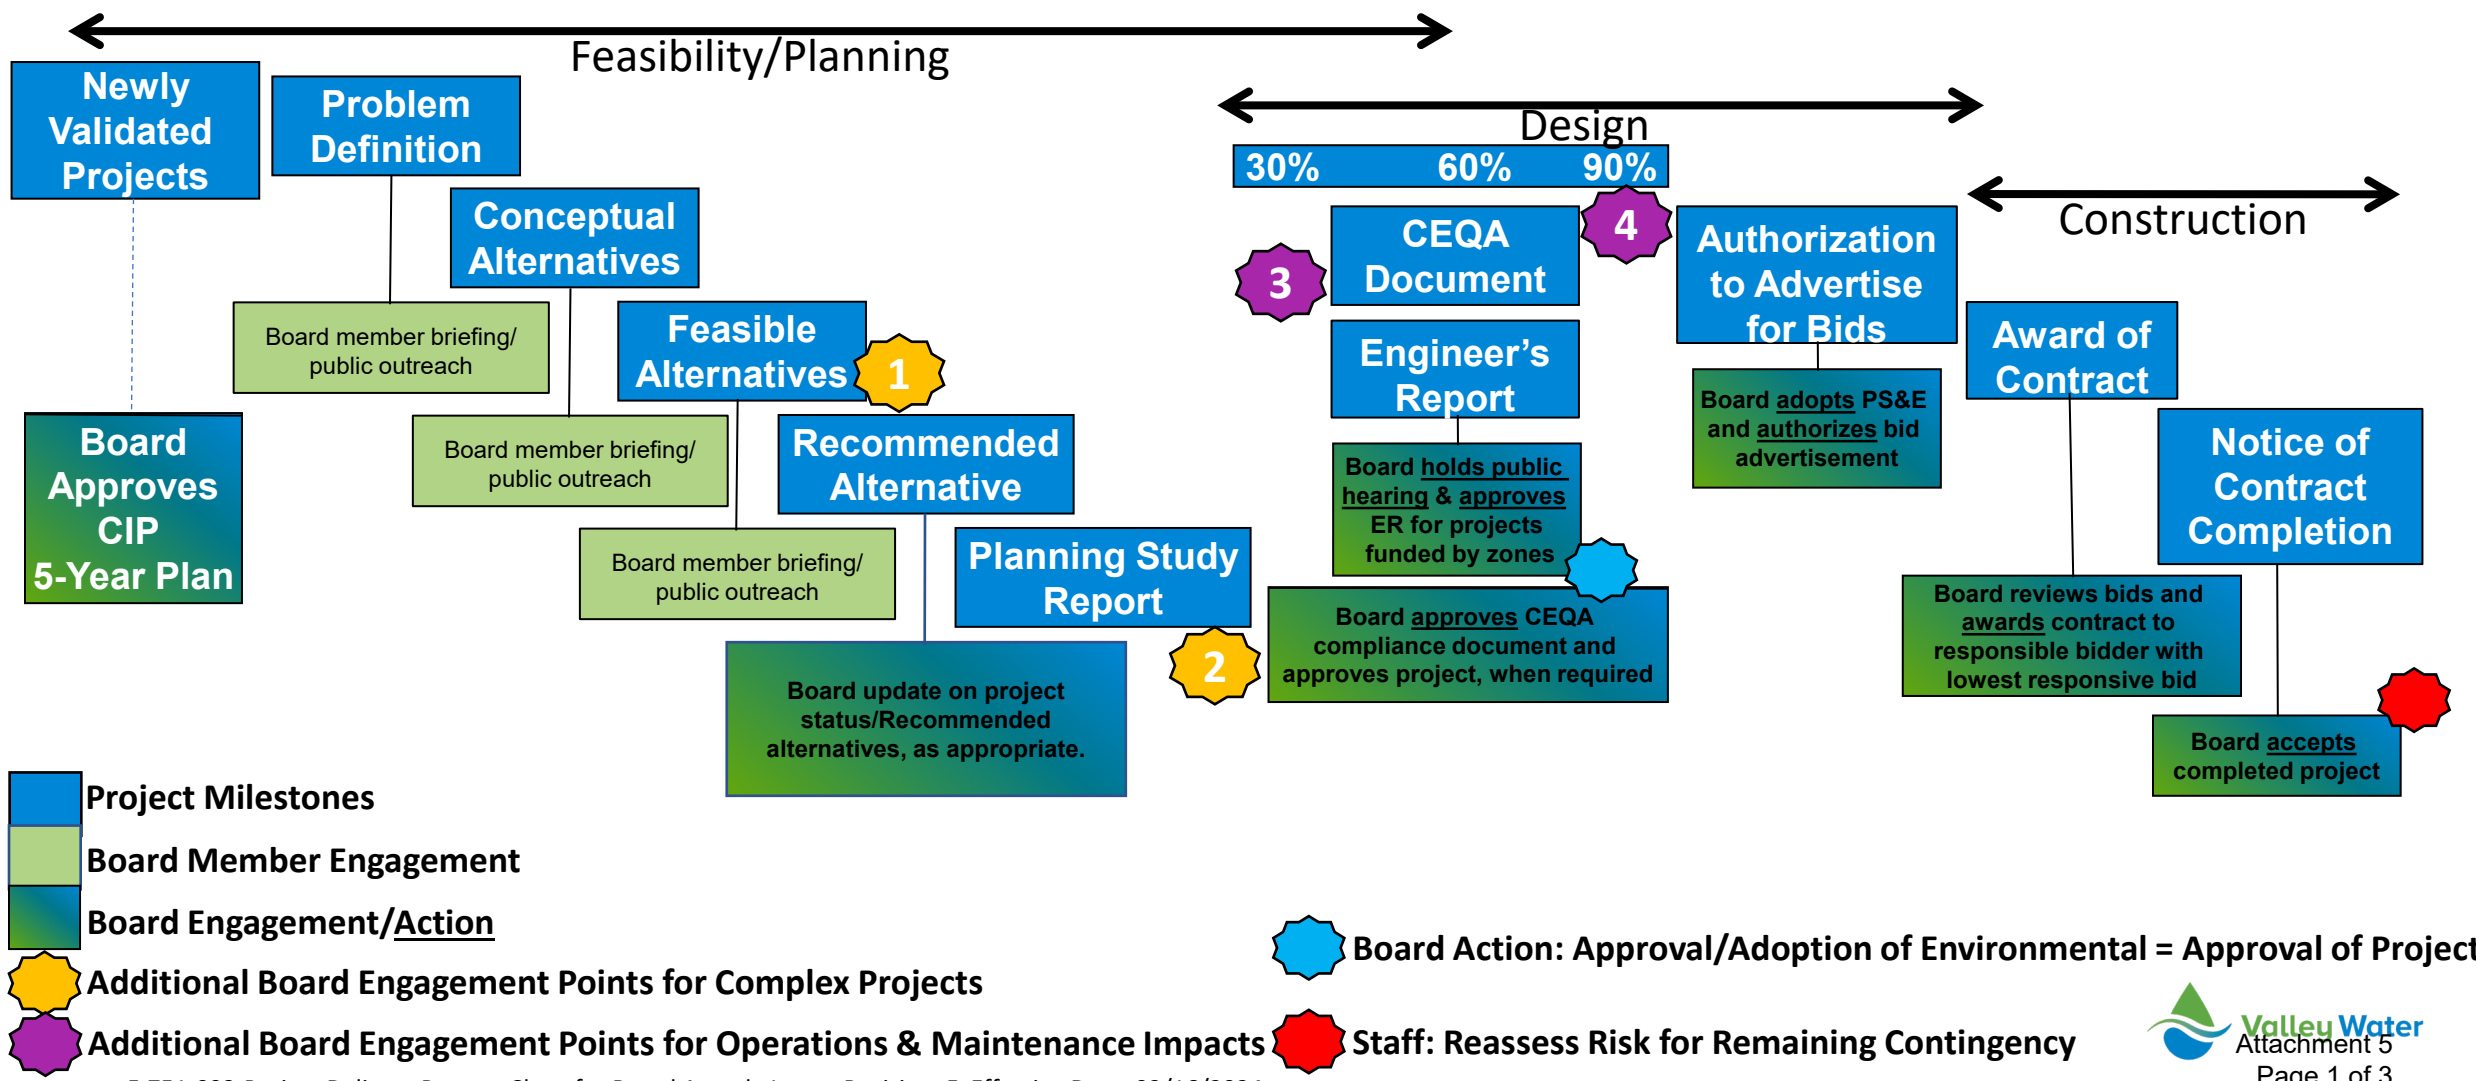 Feasibility/Planning
Newly
Validated
Projects
Problem
Definition
Conceptual
Alternatives
Feasible
Alternatives
1
Recommended
Alternative
Planning Study
Report
2
Board
Approves
CIP
5-Year Plan
Board member briefing/
public outreach
Board member briefing/
public outreach
Board member briefing/
public outreach
Board update on project
status/Recommended
alternatives, as appropriate.
Design
30% 60% 90%
3
4
CEQA
Document
Engineer's
Report
Board holds public
hearing & approves
ER for projects
funded by zones
Board approves CEQA
compliance document and
approves project, when required
Authorization
to Advertise
for Bids
Board adopts PS&E
and authorizes bid
advertisement
Construction
Award of
Contract
Board reviews bids and
awards contract to
responsible bidder with
lowest responsive bid
Notice of
Contract
Completion
Board accepts
completed project
Project Milestones
Board Member Engagement
Board Engagement/Action
Additional Board Engagement Points for Complex Projects
Additional Board Engagement Points for Operations & Maintenance Impacts
Board Action: Approval/Adoption of Environmental = Approval of Project
Staff: Reassess Risk for Remaining Contingency
Valley Water
Attachment 5
Page 1 of 3